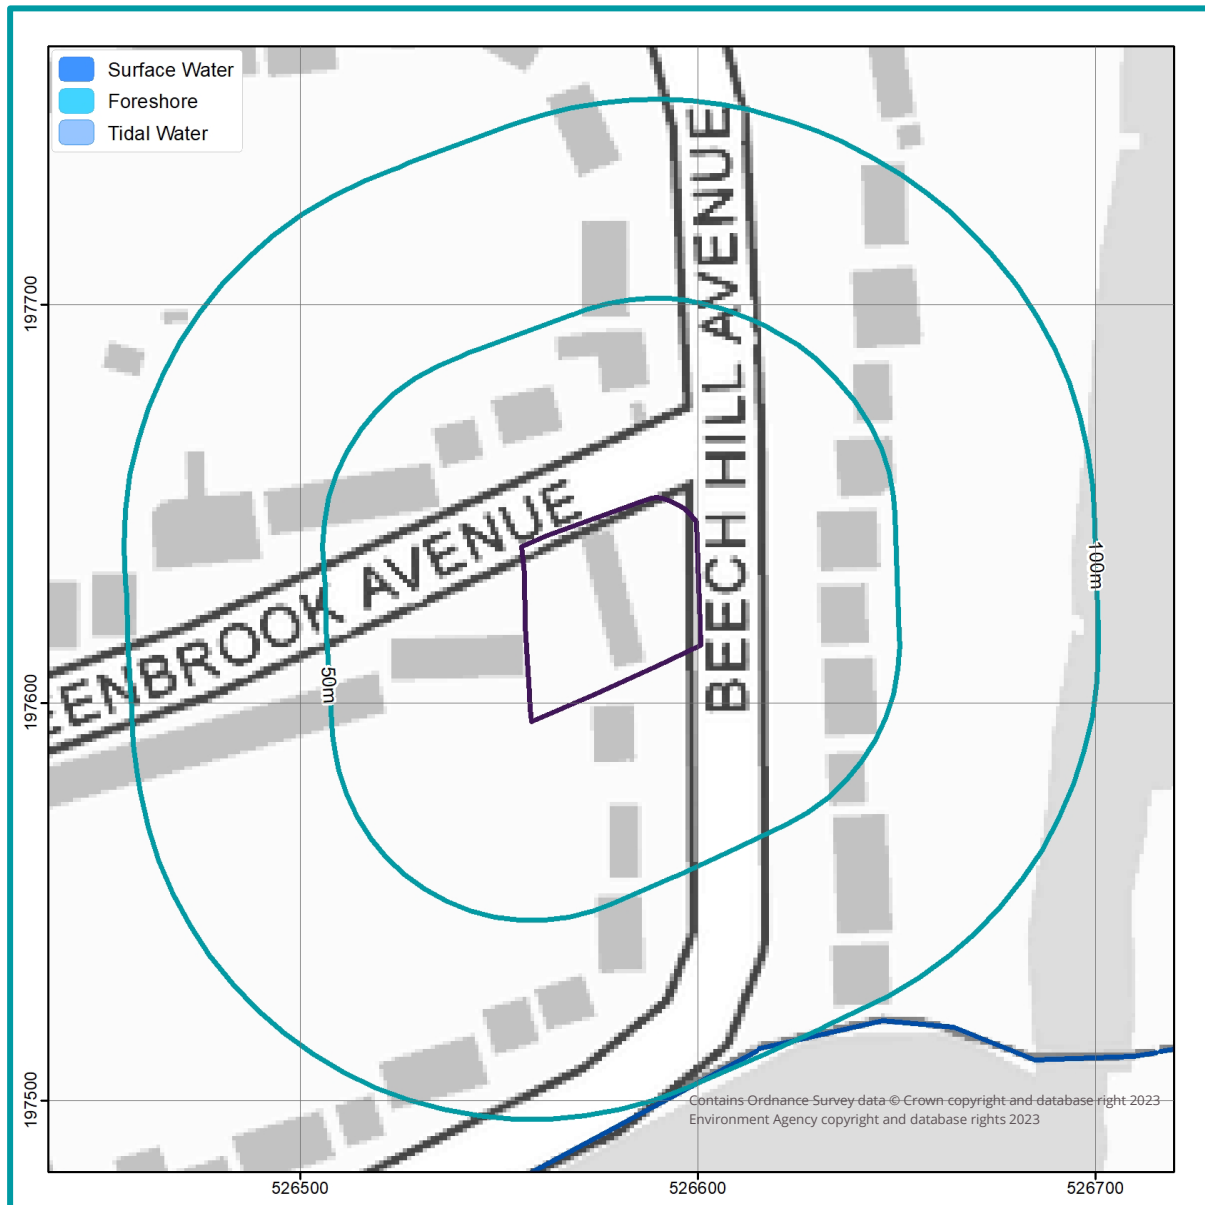 Surface Water
Foreshore
Tidal Water
BEECH HILL AVENUE
EENBROOK AVENUE
50m
100m
197700
197600
197500
526500
526600
526700
Contains Ordnance Survey data © Crown copyright and database right 2023
Environment Agency copyright and database rights 2023